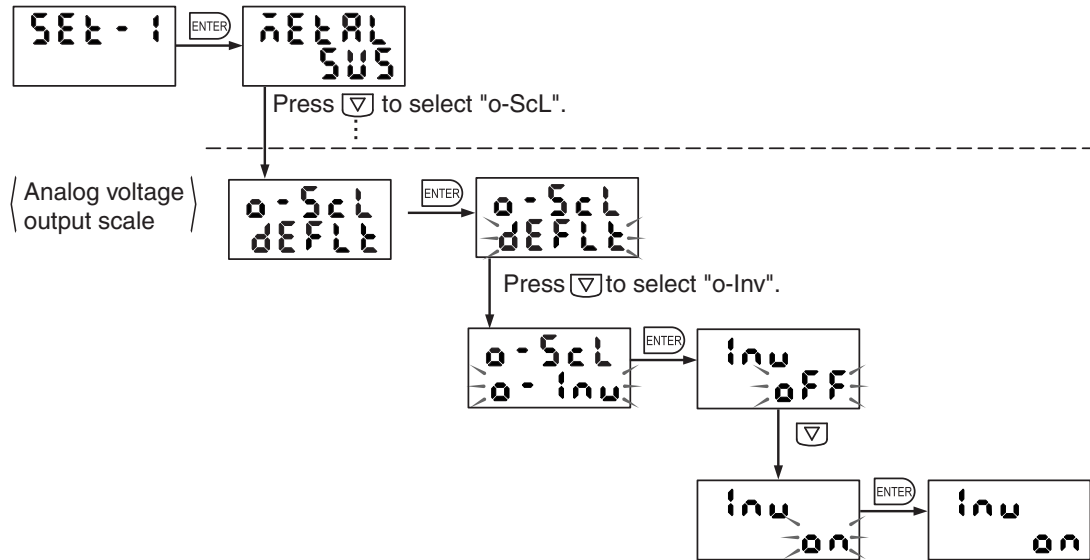 SEt-1
ENTER
mEtAL
SUS
Press ▽ to select "o-ScL".
Analog voltage
output scale
o-ScL
dEFLt
ENTER
o-ScL
dEFLt
Press ▽ to select "o-Inv".
o-ScL
o-Inv
ENTER
Inv
oFF
▽
Inv
on
ENTER
Inv
on